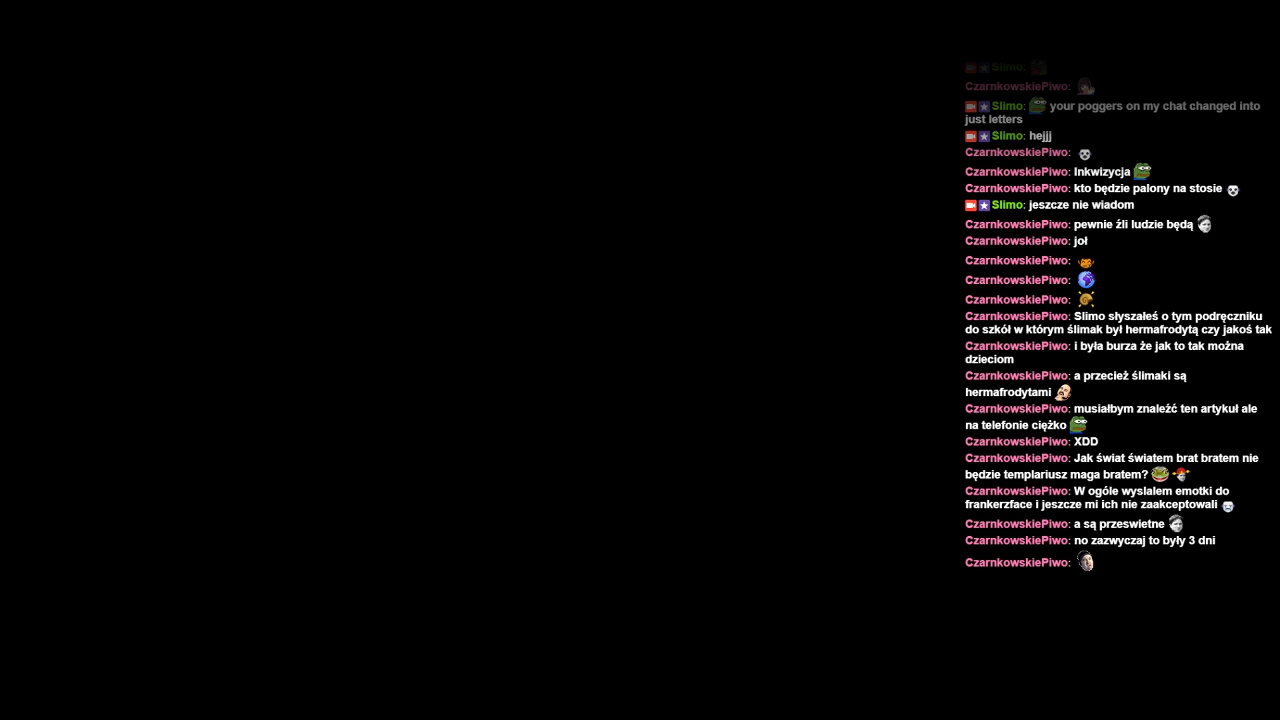 Slimo:
CzarnkowskiePiwo:
Slimo: your poggers on my chat changed into
just letters
Slimo: hejjj
CzarnkowskiePiwo:
CzarnkowskiePiwo: Inkwizycja
CzarnkowskiePiwo: kto będzie palony na stosie
Slimo: jeszcze nie wiadom
CzarnkowskiePiwo: pewnie źli ludzie będą
CzarnkowskiePiwo: joł
CzarnkowskiePiwo:
CzarnkowskiePiwo:
CzarnkowskiePiwo:
CzarnkowskiePiwo: Slimo słyszałeś o tym podręczniku
do szkół w którym ślimak był hermafrodytą czy jakoś tak
CzarnkowskiePiwo: i była burza że jak to tak można
dzieciom
CzarnkowskiePiwo: a przecież ślimaki są
hermafrodytami
CzarnkowskiePiwo: musiałbym znaleźć ten artykuł ale
na telefonie ciężko
CzarnkowskiePiwo: XDD
CzarnkowskiePiwo: Jak świat światem brat bratem nie
będzie templariusz maga bratem?
CzarnkowskiePiwo: W ogóle wyslalem emotki do
frankerzface i jeszcze mi ich nie zaakceptowali
CzarnkowskiePiwo: a są przeswietne
CzarnkowskiePiwo: no zazwyczaj to były 3 dni
CzarnkowskiePiwo: